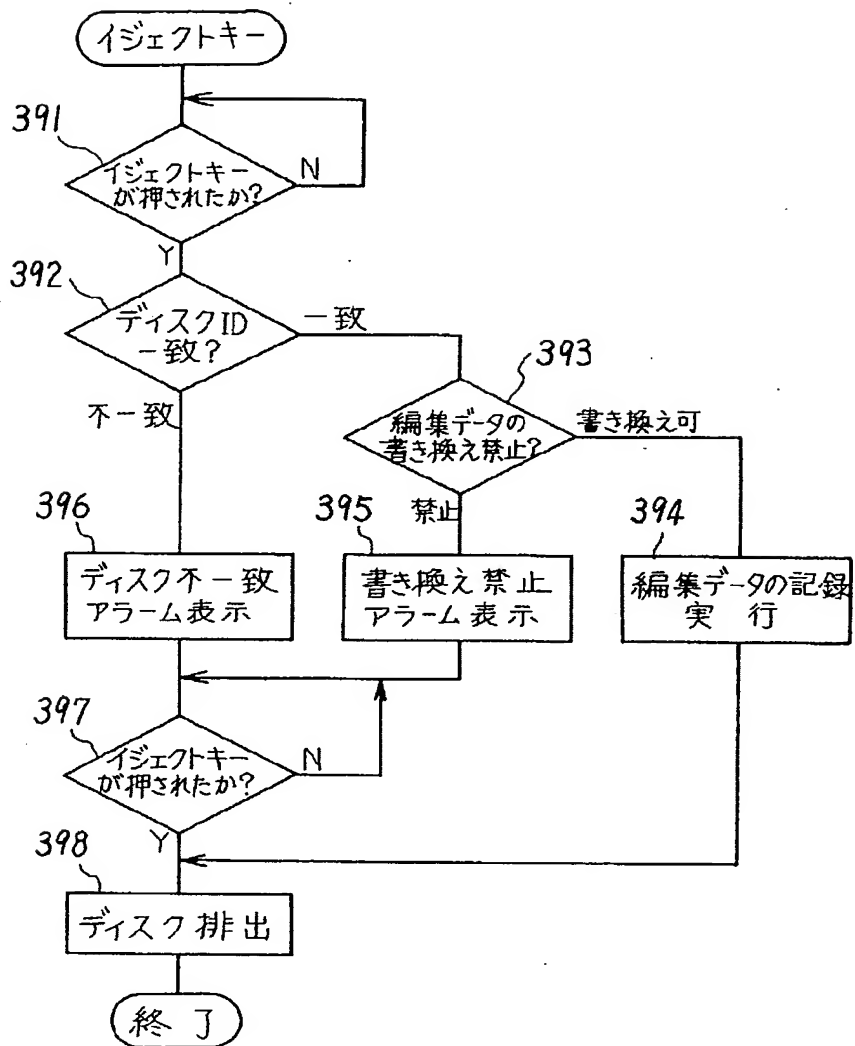 イジェクトキー
391
イジェクトキー
が押されたか?
N
Y
392
ディスクID
一致?
一致
不一致
393
編集データの
書き換え禁止?
書き換え可
禁止
396
ディスク不一致
アラーム表示
395
書き換え禁止
アラーム表示
394
編集データの記録
実行
397
イジェクトキー
が押されたか?
N
Y
398
ディスク排出
終了